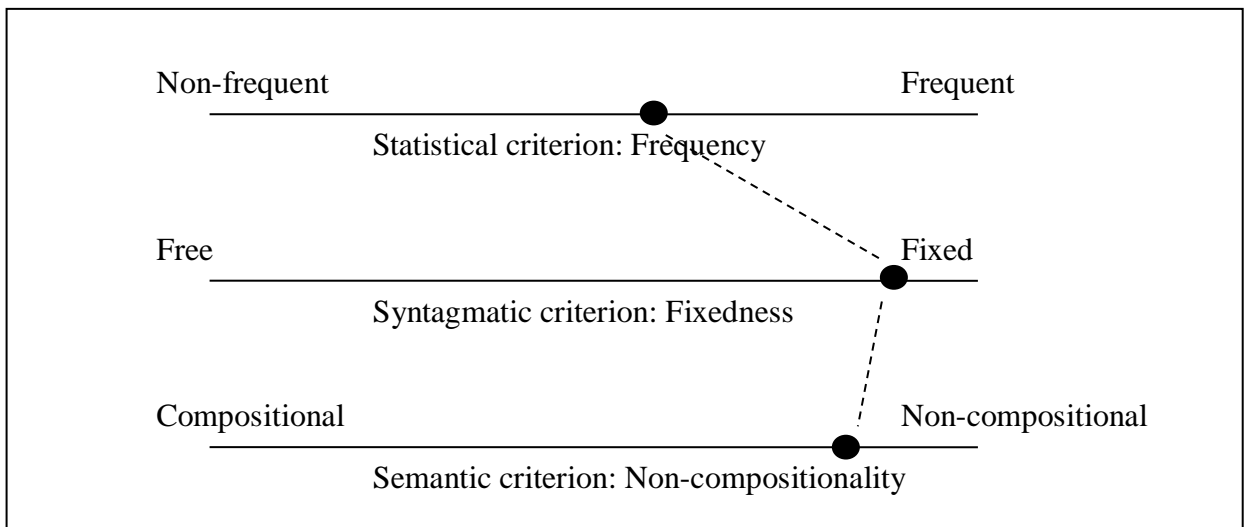 Non-frequent Frequent
Statistical criterion: Frequency
Free Fixed
Syntagmatic criterion: Fixedness
Compositional Non-compositional
Semantic criterion: Non-compositionality